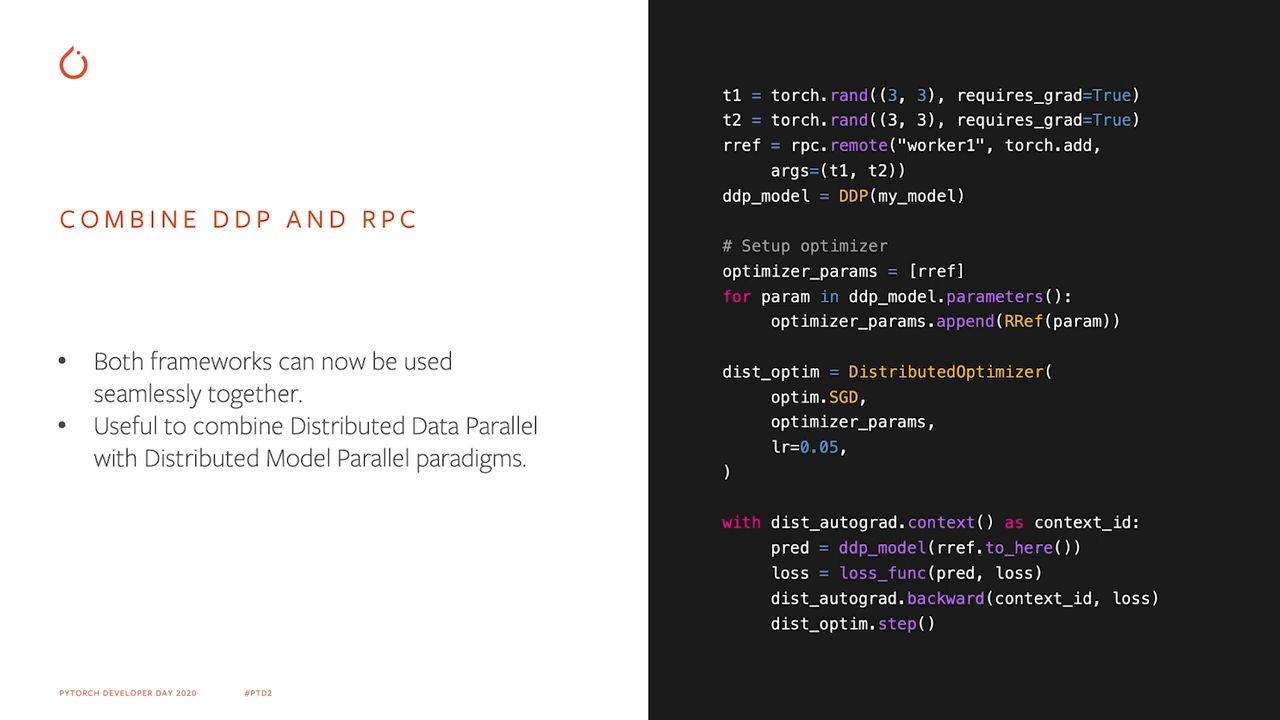 COMBINE DDP AND RPC
• Both frameworks can now be used
seamlessly together.
• Useful to combine Distributed Data Parallel
with Distributed Model Parallel paradigms.
PYTORCH DEVELOPER DAY 2020 #PTD2
t1 = torch.rand((3, 3), requires_grad=True)
t2 = torch.rand((3, 3), requires_grad=True)
rref = rpc.remote("worker1", torch.add,
args=(t1, t2))
ddp_model = DDP(my_model)
# Setup optimizer
optimizer_params = [rref]
for param in ddp_model.parameters():
optimizer_params.append(RRef(param))
dist_optim = DistributedOptimizer(
optim.SGD,
optimizer_params,
lr=0.05,
)
with dist_autograd.context() as context_id:
pred = ddp_model(rref.to_here())
loss = loss_func(pred, loss)
dist_autograd.backward(context_id, loss)
dist_optim.step()